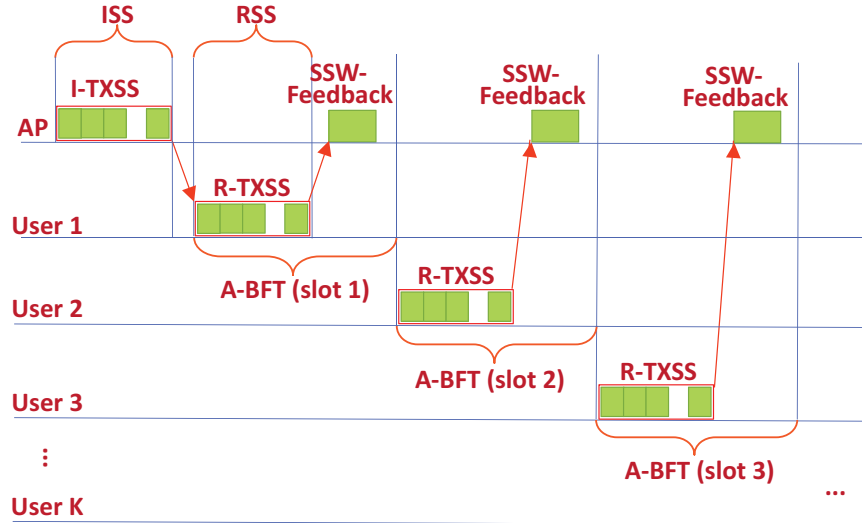 ISS
RSS
I-TXSS
SSW-
Feedback
SSW-
Feedback
SSW-
Feedback
AP
R-TXSS
User 1
A-BFT (slot 1)
R-TXSS
User 2
A-BFT (slot 2)
R-TXSS
User 3
A-BFT (slot 3)
⋮
...
User K